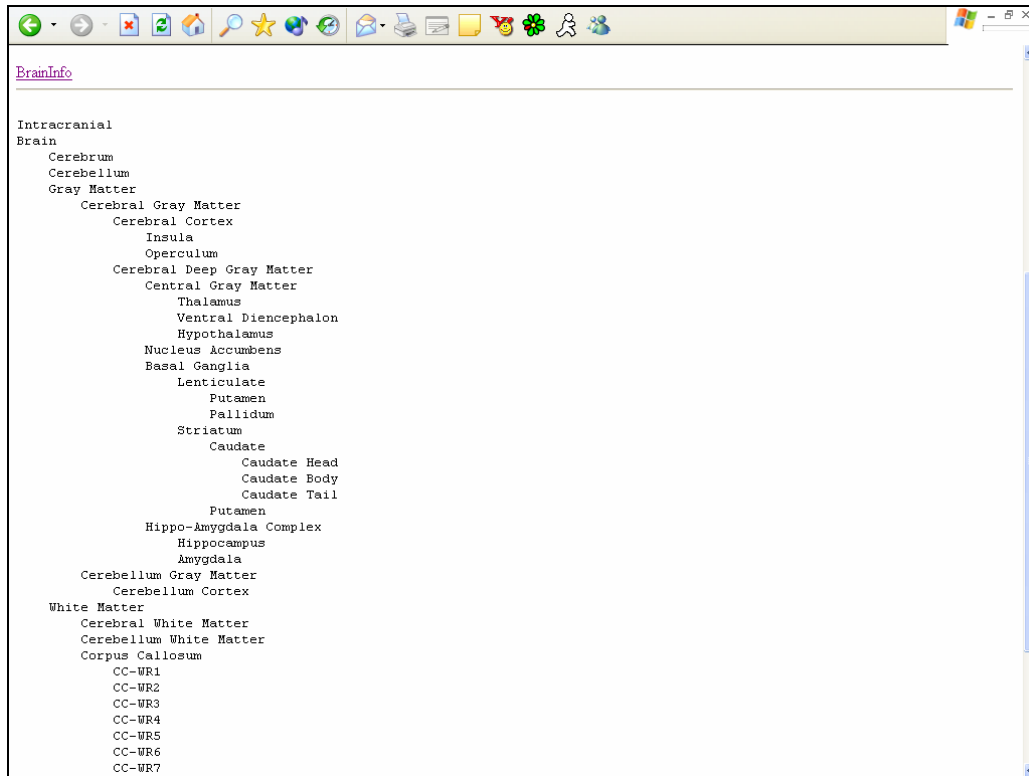 BrainInfo
Intracranial
Brain
Cerebrum
Cerebellum
Gray Matter
Cerebral Gray Matter
Cerebral Cortex
Insula
Operculum
Cerebral Deep Gray Matter
Central Gray Matter
Thalamus
Ventral Diencephalon
Hypothalamus
Nucleus Accumbens
Basal Ganglia
Lenticulate
Putamen
Pallidum
Striatum
Caudate
Caudate Head
Caudate Body
Caudate Tail
Putamen
Hippo-Amygdala Complex
Hippocampus
Amygdala
Cerebellum Gray Matter
Cerebellum Cortex
White Matter
Cerebral White Matter
Cerebellum White Matter
Corpus Callosum
CC-WR1
CC-WR2
CC-WR3
CC-WR4
CC-WR5
CC-WR6
CC-WR7